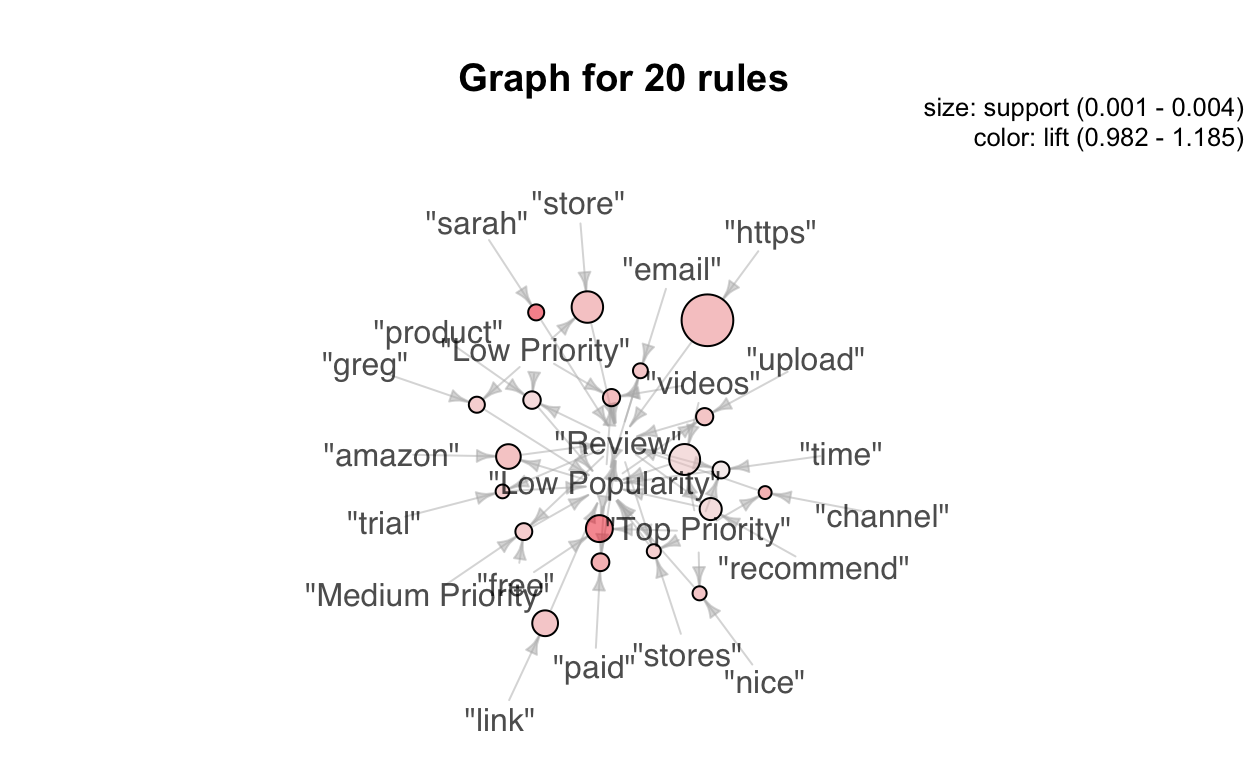 Graph for 20 rules
size: support (0.001 - 0.004)
color: lift (0.982 - 1.185)
"store"
"sarah"
"https"
"email"
"product"
"Low Priority"
"greg"
"upload"
"videos"
"Review"
"amazon"
"time"
"Low Popularity"
"trial"
"channel"
"Top Priority"
"recommend"
"free"
"Medium Priority"
"paid"
"stores"
"nice"
"link"